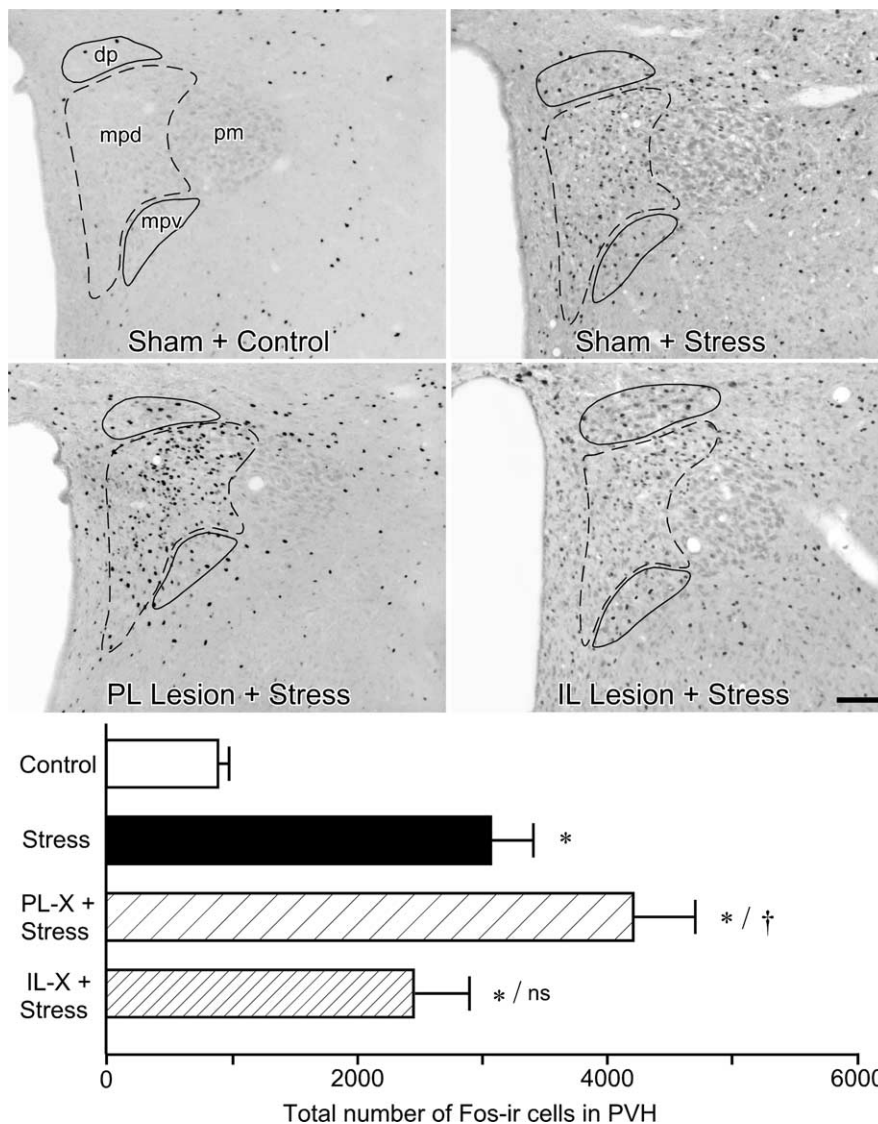 dp
mpd
pm
mpv
Sham + Control
Sham + Stress
PL Lesion + Stress
IL Lesion + Stress
Control
Stress
*
PL-X +
Stress
* / †
IL-X +
Stress
* / ns
0
2000
4000
6000
Total number of Fos-ir cells in PVH